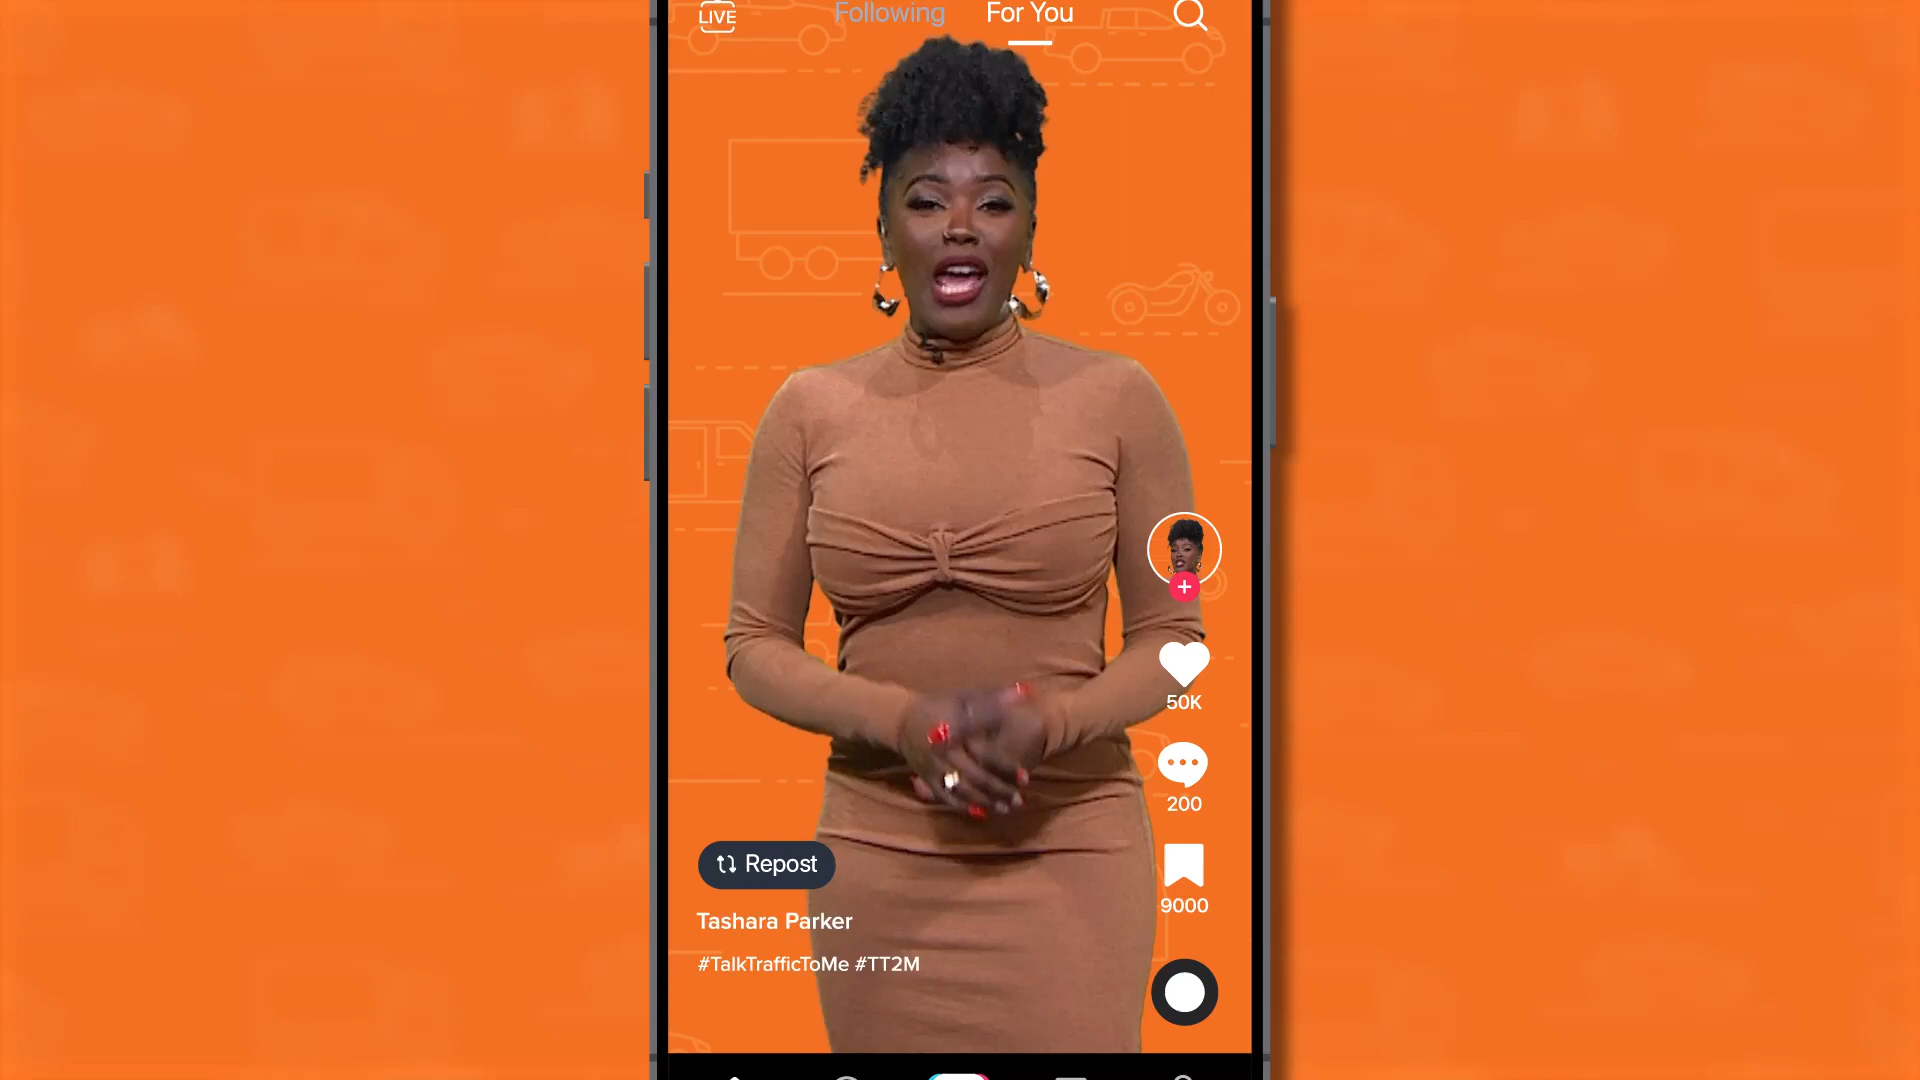 LIVE
Following
For You
50K
200
9000
Repost
Tashara Parker
#TalkTrafficToMe #TT2M